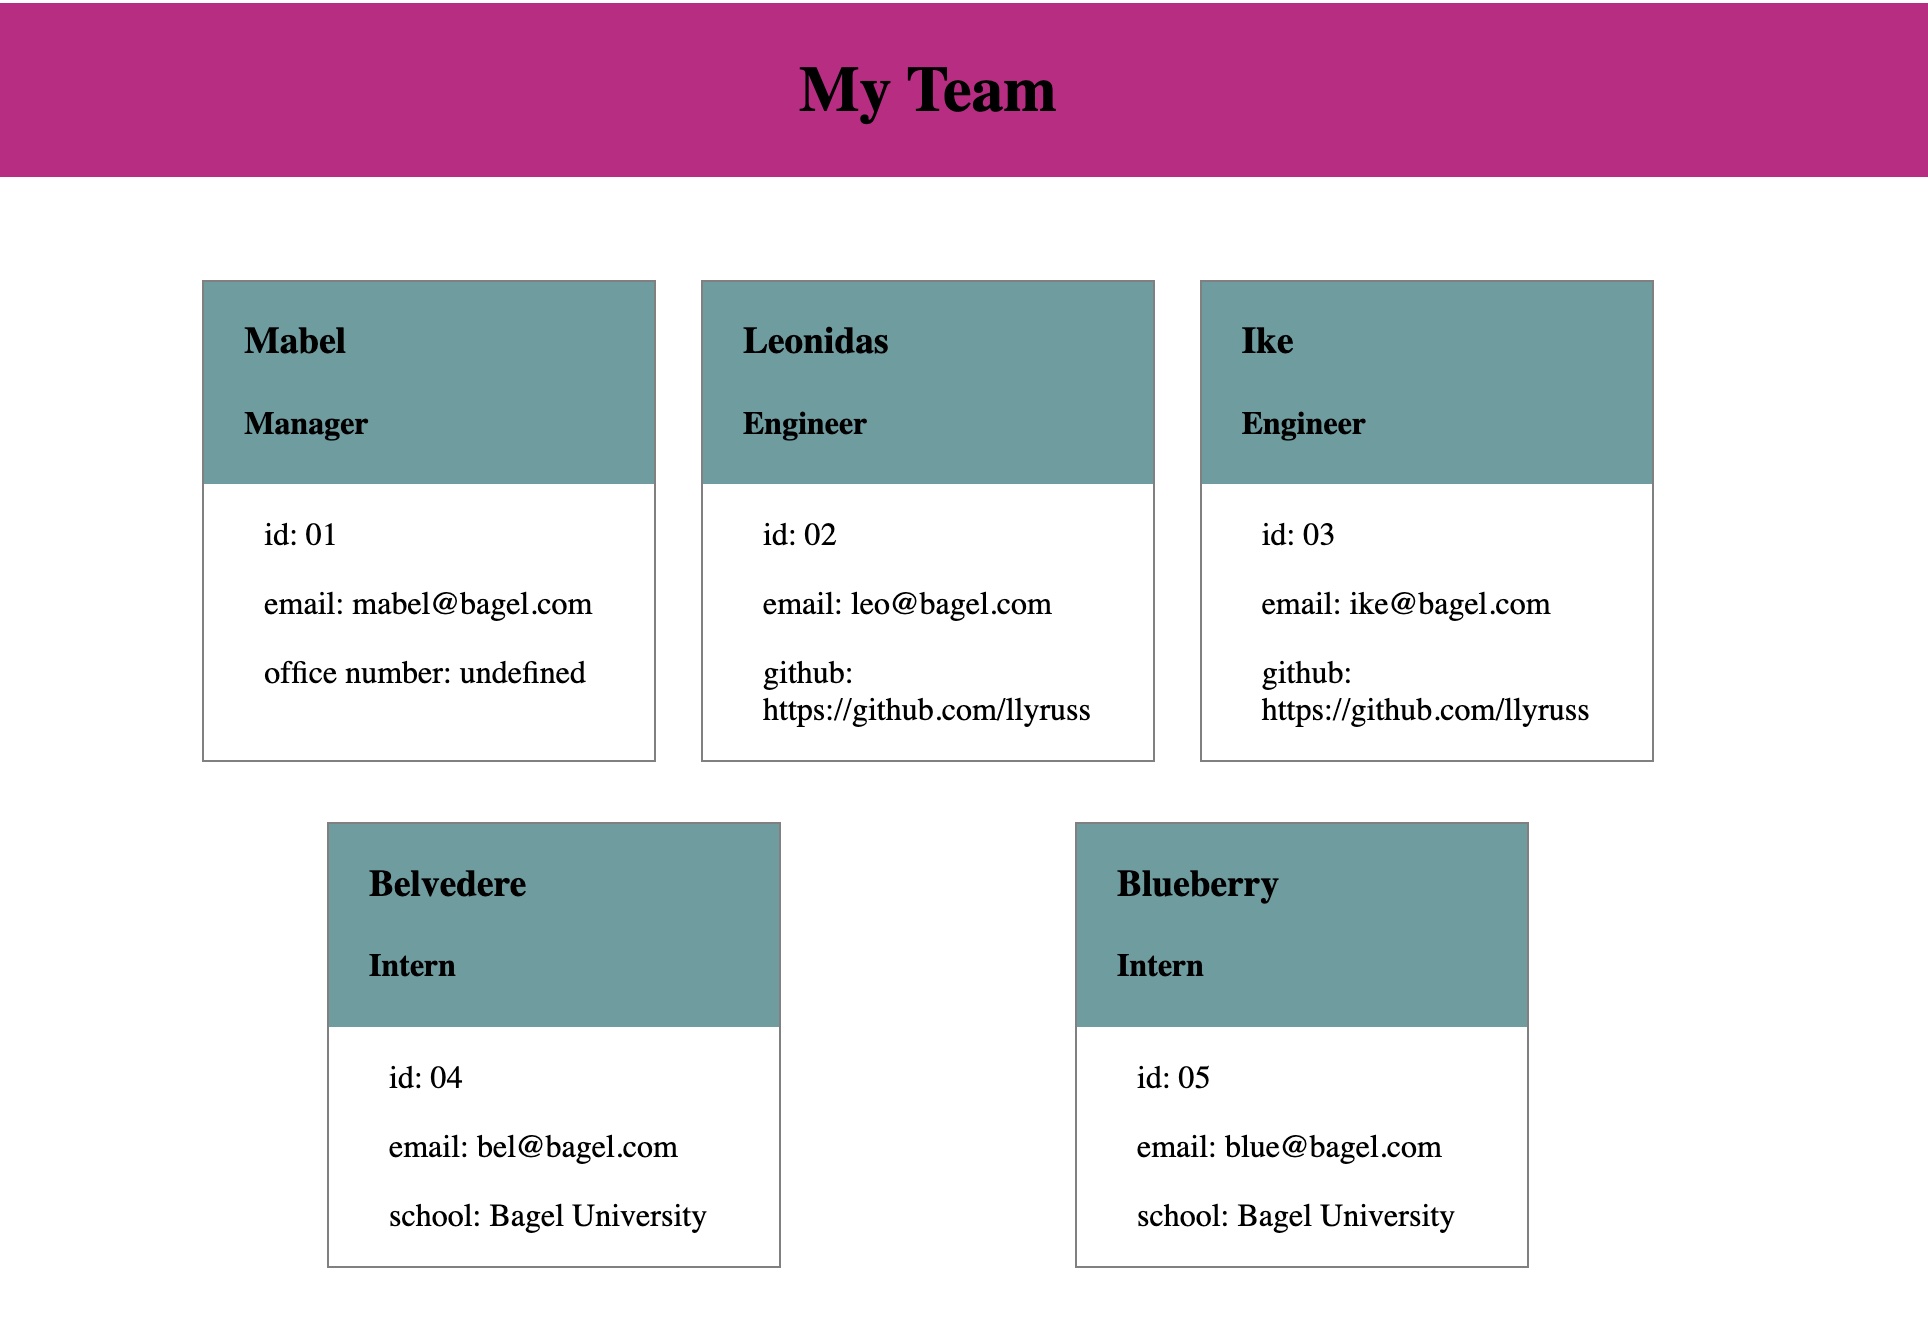 My Team
Mabel
Manager
id: 01
email: mabel@bagel.com
office number: undefined
Leonidas
Engineer
id: 02
email: leo@bagel.com
github:
https://github.com/llyruss
Ike
Engineer
id: 03
email: ike@bagel.com
github:
https://github.com/llyruss
Belvedere
Intern
id: 04
email: bel@bagel.com
school: Bagel University
Blueberry
Intern
id: 05
email: blue@bagel.com
school: Bagel University